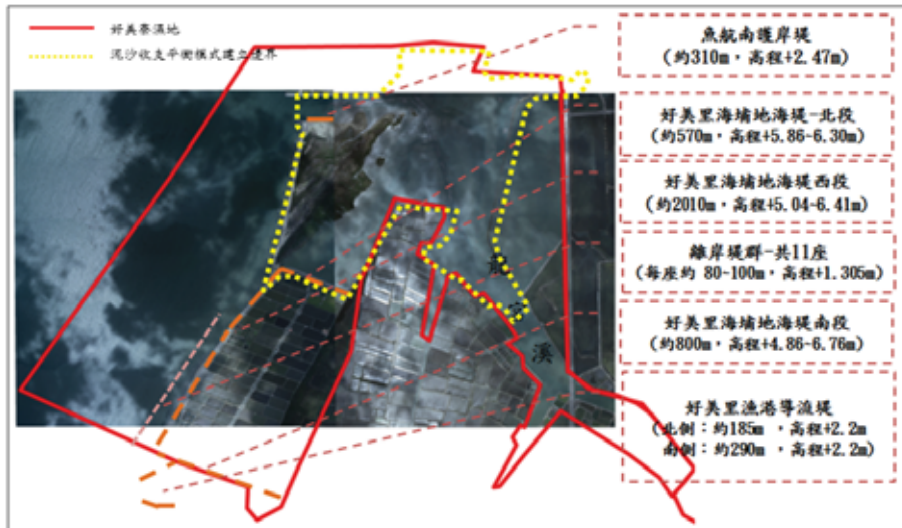 好美寮濕地
泥沙收支平衡模式建立邊界
魚航南護岸堤
(約310m，高程+2.47m)
好美里海埔地海堤-北段
(約570m，高程+5.86~6.30m)
好美里海埔地海堤西段
(約2010m，高程+5.04~6.41m)
離岸堤群-共11座
(每座約 80~100m，高程+1.305m)
好美里海埔地海堤南段
(約800m，高程+4.86~6.76m)
好美里漁港導流堤
(北側：約185m ，高程+2.2m
南側：約290m ，高程+2.2m)
溪